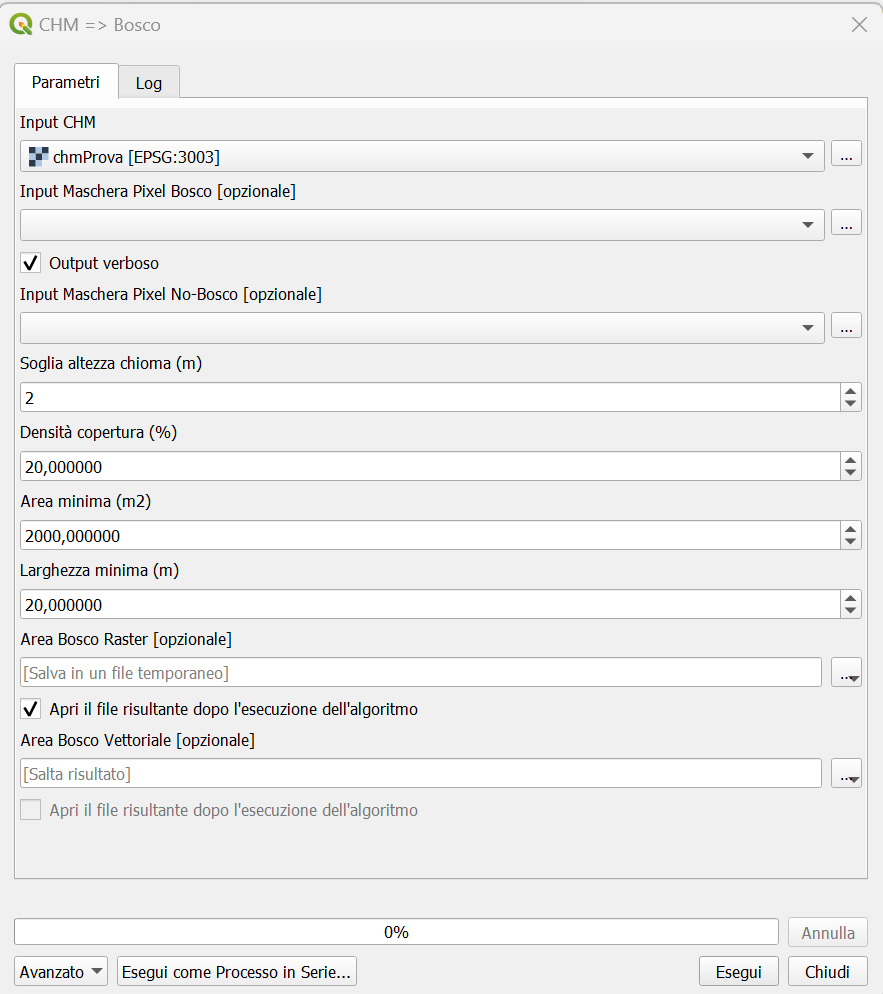 CHM => Bosco
Parametri
Log
Input CHM
chmProva [EPSG:3003]
...
Input Maschera Pixel Bosco [opzionale]
...
Output verboso
Input Maschera Pixel No-Bosco [opzionale]
...
Soglia altezza chioma (m)
2
Densità copertura (%)
20,000000
Area minima (m2)
2000,000000
Larghezza minima (m)
20,000000
Area Bosco Raster [opzionale]
[Salva in un file temporaneo]
...
Apri il file risultante dopo l'esecuzione dell'algoritmo
Area Bosco Vettoriale [opzionale]
[Salta risultato]
...
Apri il file risultante dopo l'esecuzione dell'algoritmo
0%
Annulla
Avanzato
Esegui come Processo in Serie...
Esegui
Chiudi